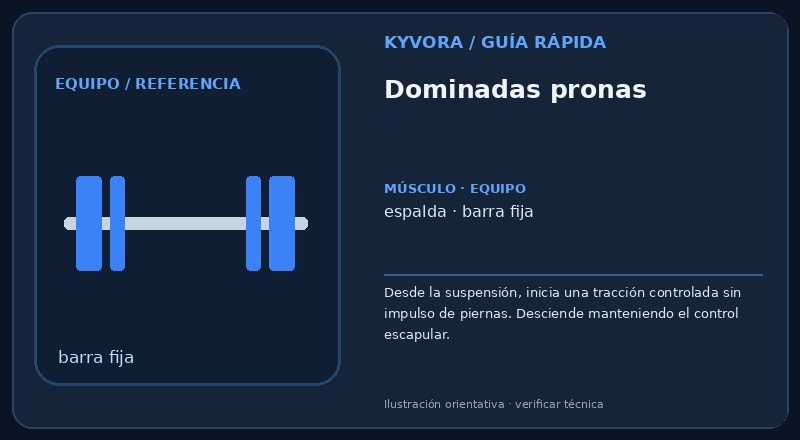 EQUIPO / REFERENCIA
barra fija
KYVORA / GUÍA RÁPIDA
Dominadas pronas
MÚSCULO · EQUIPO
espalda · barra fija
Desde la suspensión, inicia una tracción controlada sin
impulso de piernas. Desciende manteniendo el control
escapular.
Ilustración orientativa · verificar técnica